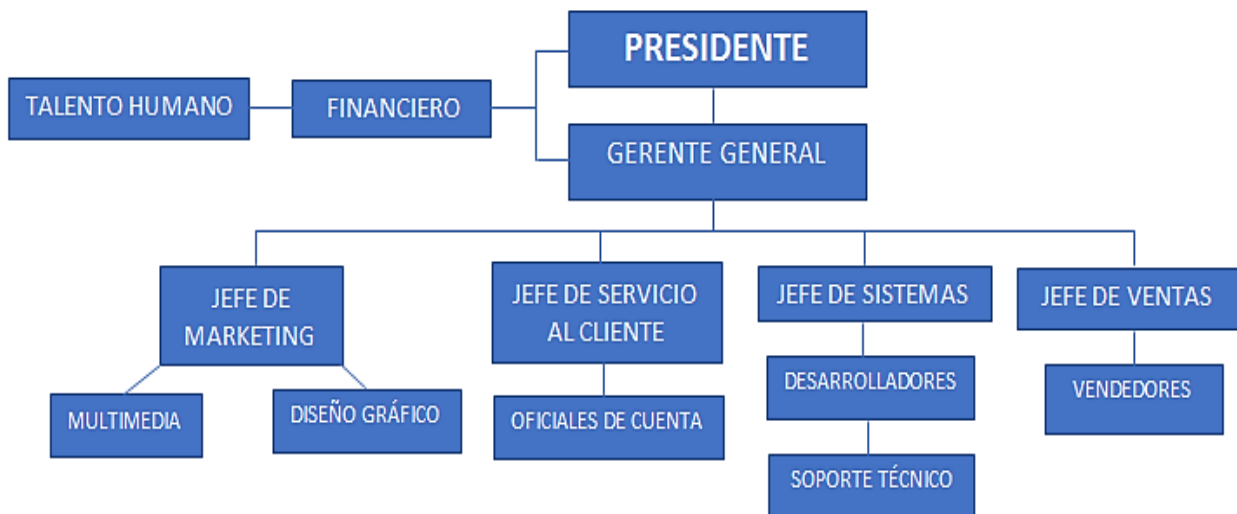 PRESIDENTE
TALENTO HUMANO
FINANCIERO
GERENTE GENERAL
JEFE DE
MARKETING
JEFE DE SERVICIO
AL CLIENTE
JEFE DE SISTEMAS
JEFE DE VENTAS
MULTIMEDIA
DISEÑO GRÁFICO
OFICIALES DE CUENTA
DESARROLLADORES
VENDEDORES
SOPORTE TÉCNICO